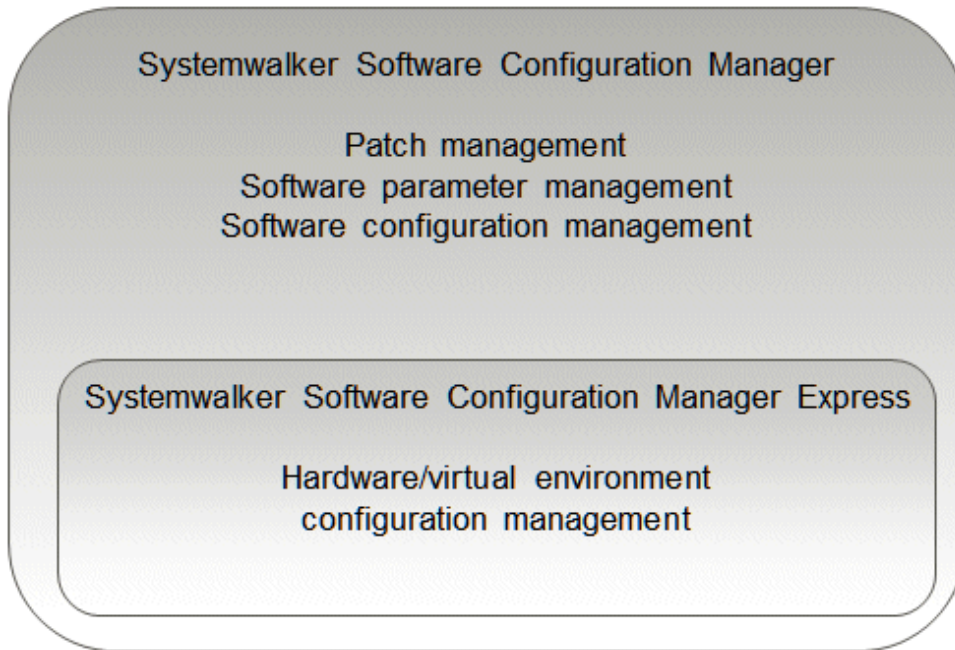 Systemwalker Software Configuration Manager
Patch management
Software parameter management
Software configuration management
Systemwalker Software Configuration Manager Express
Hardware/virtual environment
configuration management